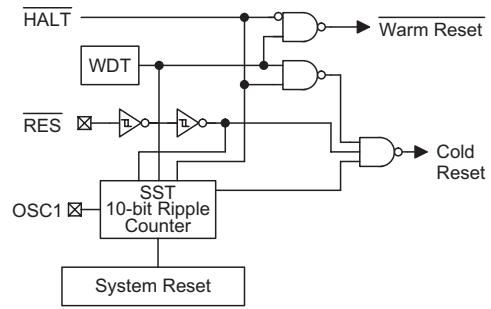 HALT
Warm Reset
WDT
RES
Cold
Reset
SST
OSC1
10-bit Ripple
Counter
System Reset